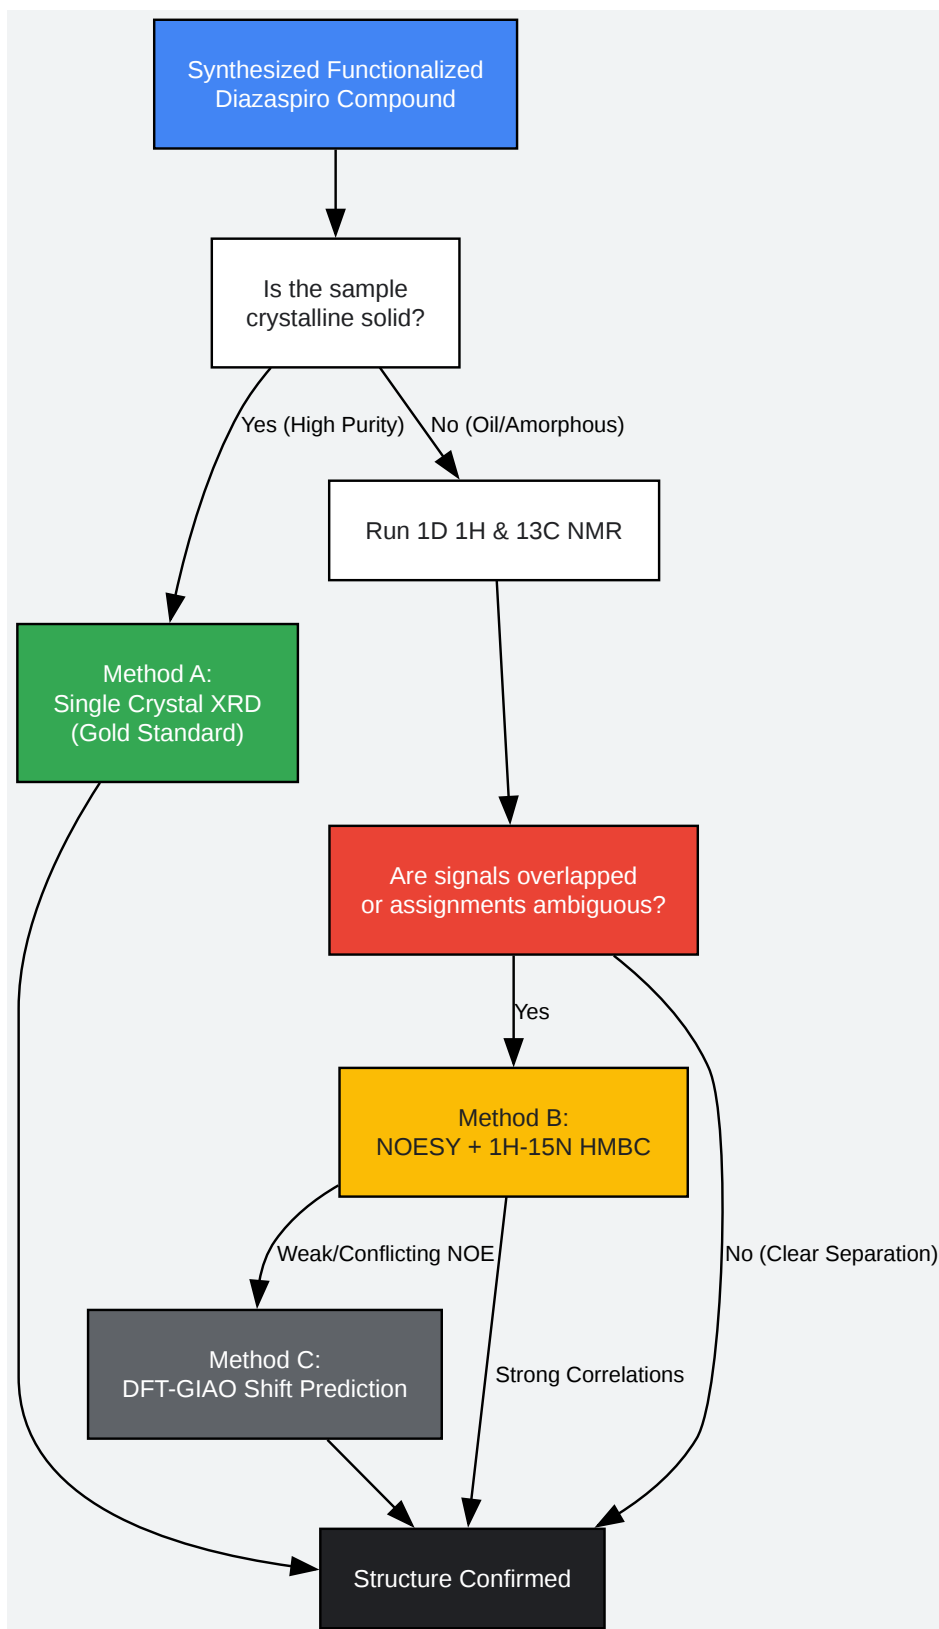 Synthesized Functionalized
Diazaspiro Compound
Is the sample
crystalline solid?
Yes (High Purity)
No (Oil/Amorphous)
Run 1D 1H & 13C NMR
Method A:
Single Crystal XRD
(Gold Standard)
Are signals overlapped
or assignments ambiguous?
Yes
Method B:
NOESY + 1H-15N HMBC
Weak/Conflicting NOE
No (Clear Separation)
Method C:
DFT-GIAO Shift Prediction
Strong Correlations
Structure Confirmed